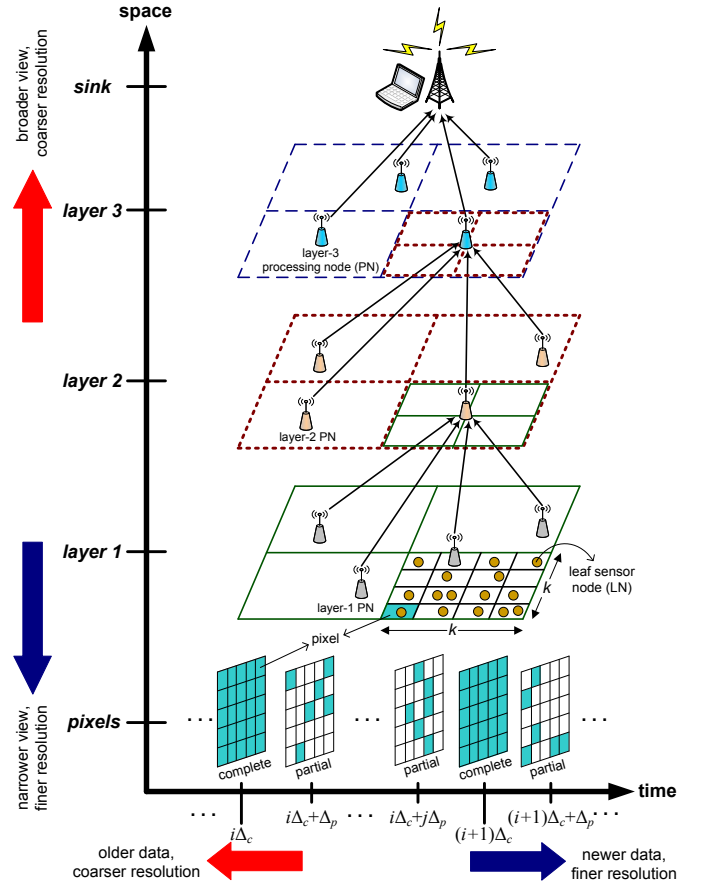 space
broader view,
coarser resolution
sink
layer 3
layer-3
processing node (PN)
layer 2
layer-2 PN
layer 1
layer-1 PN
leaf sensor
node (LN)
k
k
pixel
narrower view,
finer resolution
pixels
. . .
complete
partial
. . .
partial
complete
partial
. . .
time
. . .
iΔc
iΔc+Δp
. . .
iΔc+jΔp
(i+1)Δc
(i+1)Δc+Δp
. . .
older data,
coarser resolution
newer data,
finer resolution